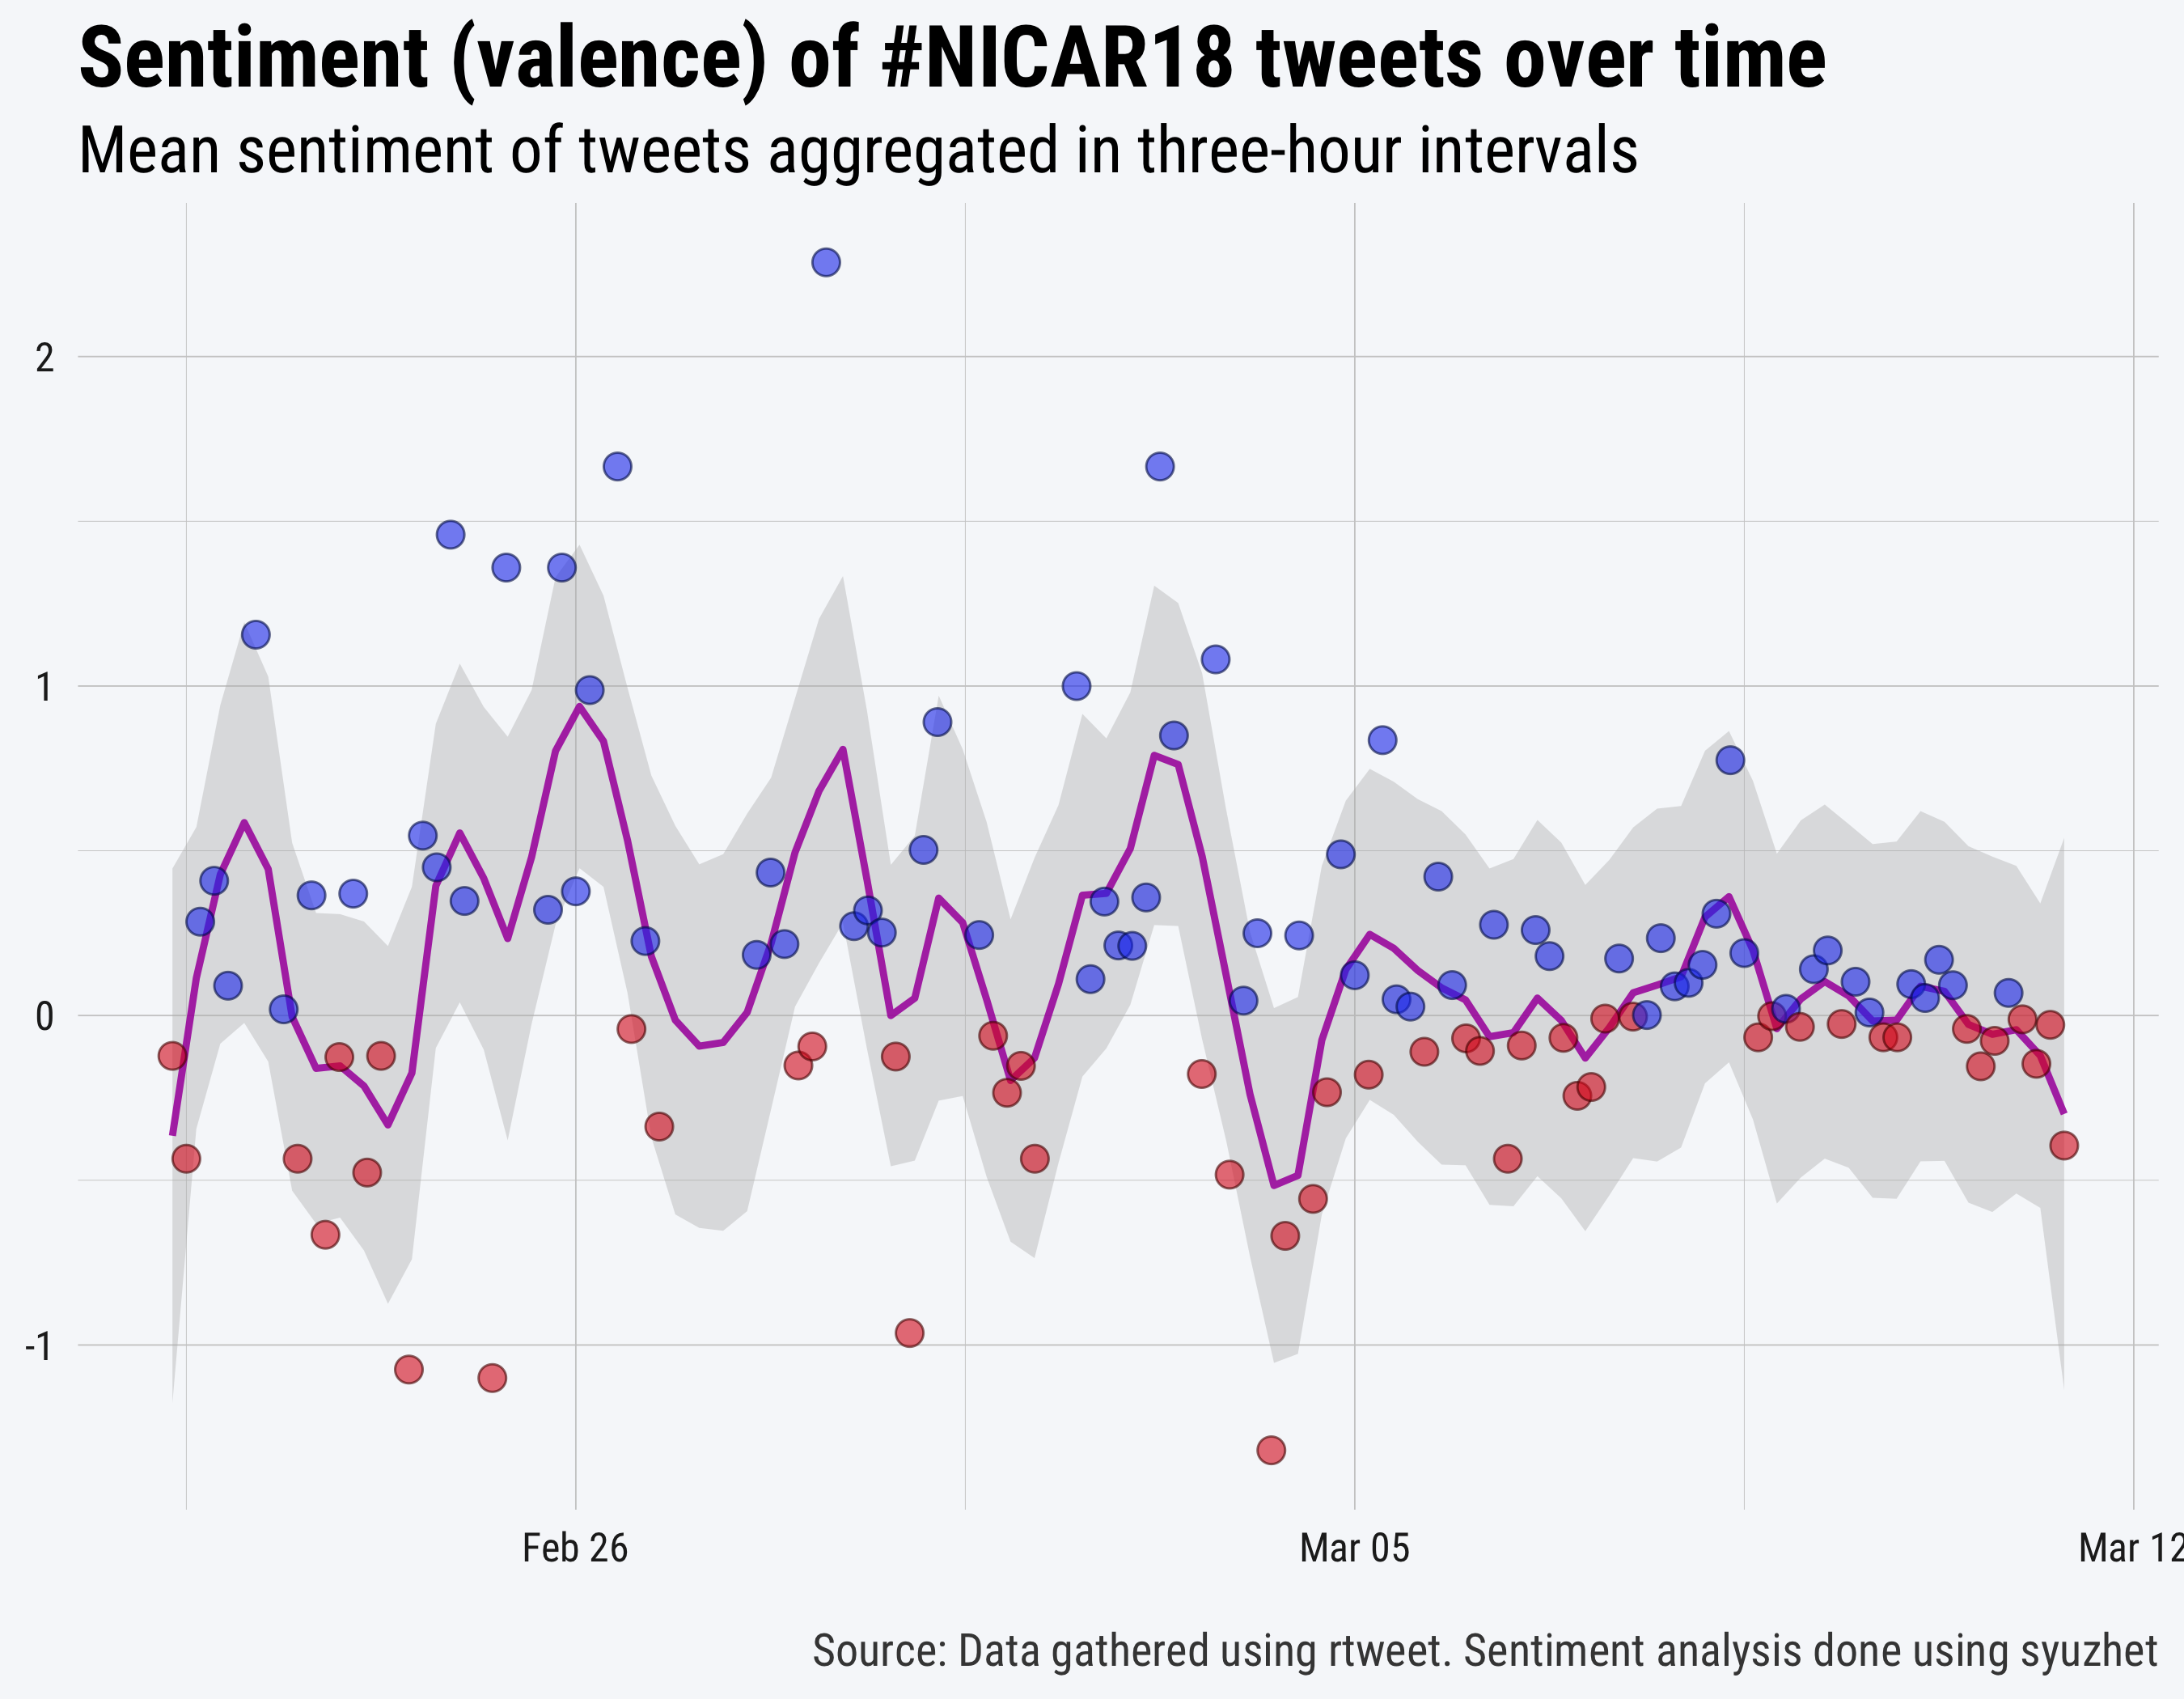 Sentiment (valence) of #NICAR18 tweets over time
Mean sentiment of tweets aggregated in three-hour intervals
2
1
0
-1
Feb 26 Mar 05 Mar 12
Source: Data gathered using rtweet. Sentiment analysis done using syuzhet